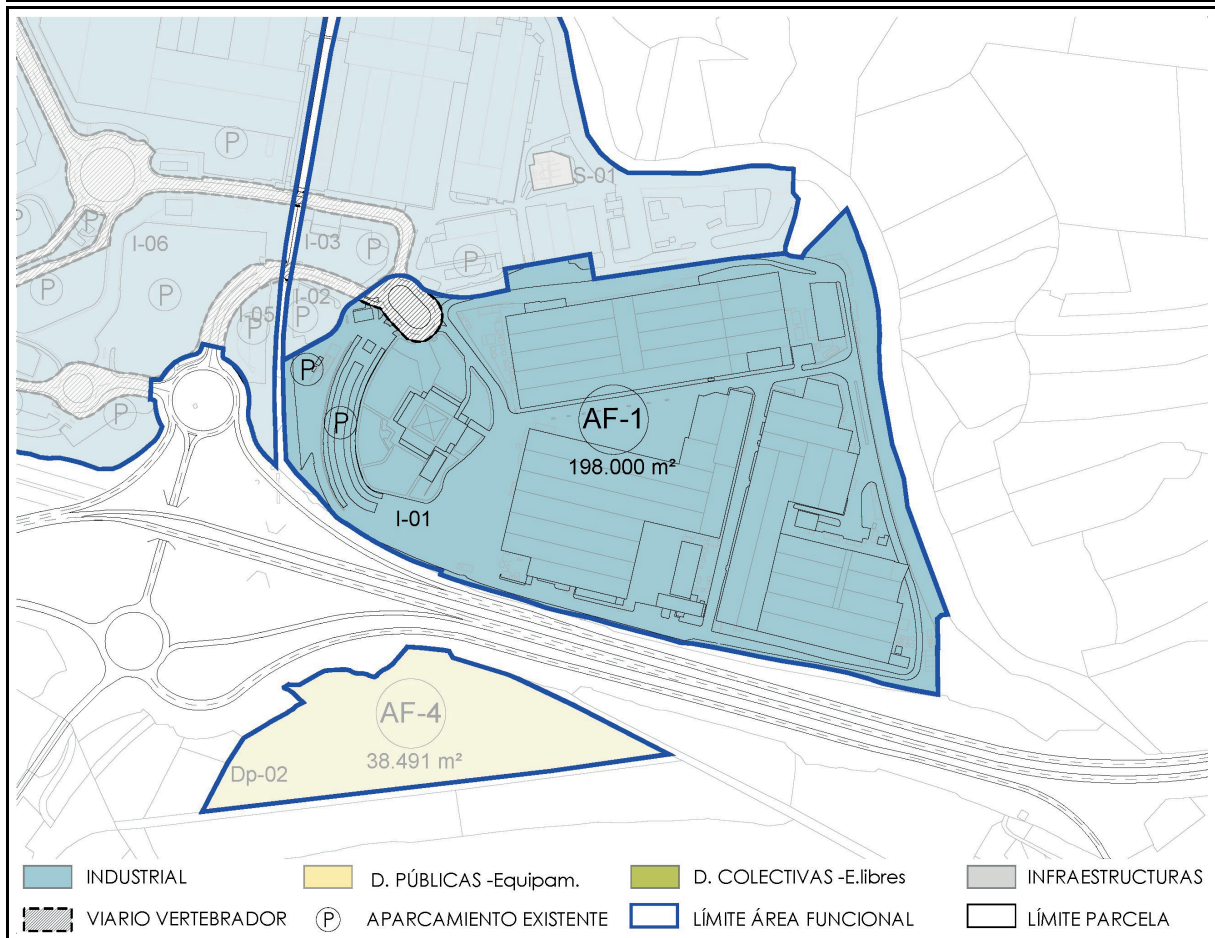 P
S-01
P
I-06
I-03
P
P
P
P
I-02
P
I-05
P
P
P
P
AF-1
198.000 m²
I-01
AF-4
38.491 m²
Dp-02
INDUSTRIAL
D. PÚBLICAS -Equipam.
D. COLECTIVAS -E.libres
INFRAESTRUCTURAS
VIARIO VERTEBRADOR
P APARCAMIENTO EXISTENTE
LÍMITE ÁREA FUNCIONAL
LÍMITE PARCELA